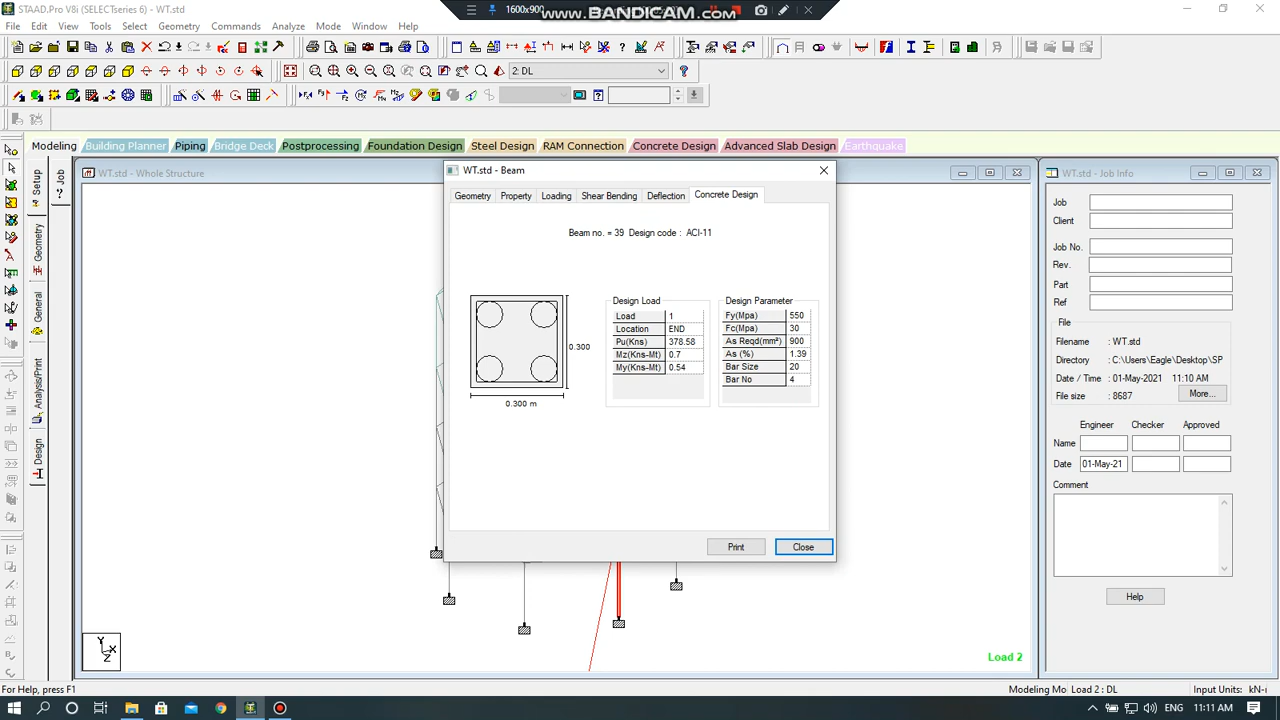 STAAD.Pro V8i (SELECTseries 6) - WT.std
1600x900
www.BANDICAM.com
File Edit View Tools Select Geometry Commands Analyze Mode Window Help
2: DL
Modeling Building Planner Piping Bridge Deck Postprocessing Foundation Design Steel Design RAM Connection Concrete Design Advanced Slab Design Earthquake
WT.std - Whole Structure
Setup
Geometry
General
Analysis/Print
Design
Job
WT.std - Beam
Geometry Property Loading Shear Bending Deflection Concrete Design
Beam no. = 39 Design code : ACI-11
0.300
0.300 m
Design Load
Load 1
Location END
Pu(Kns) 378.58
Mz(Kns-Mt) 0.7
My(Kns-Mt) 0.54
Design Parameter
Fy(Mpa) 550
Fc(Mpa) 30
As Reqd(mm²) 900
As (%) 1.39
Bar Size 20
Bar No 4
Print Close
Y
X
Z
Load 2
WT.std - Job Info
Job
Client
Job No.
Rev.
Part
Ref
File
Filename : WT.std
Directory : C:\Users\Eagle\Desktop\SP
Date / Time : 01-May-2021 11:10 AM
File size : 8687
More...
Engineer Checker Approved
Name
Date 01-May-21
Comment
Help
For Help, press F1
Modeling Mo Load 2 : DL Input Units: kN-i
ENG 11:11 AM